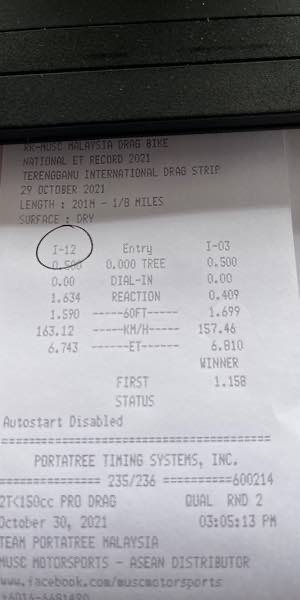 RR-MUSC MALAYSIA DRAG BIKE
NATIONAL ET RECORD 2021
TERENGGANU INTERNATIONAL DRAG STRIP
29 OCTOBER 2021
LENGTH : 201M - 1/8 MILES
SURFACE : DRY
I-12 Entry I-03
0.500 0.000 TREE 0.500
0.00 DIAL-IN 0.00
1.634 REACTION 0.409
1.590 -----60FT----- 1.699
163.12 -----KM/H----- 157.46
6.743 -----ET----- 6.810
WINNER
FIRST 1.158
STATUS
Autostart Disabled
========================================
PORTATREE TIMING SYSTEMS, INC.
============== 235/236 ==========600214
2T<150cc PRO DRAG QUAL RND 2
October 30, 2021 03:05:13 PM
TEAM PORTATREE MALAYSIA
MUSC MOTORSPORTS - ASEAN DISTRIBUTOR
www.facebook.com/muscmotorsports